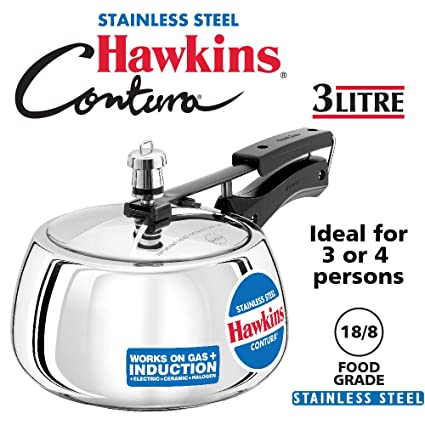 STAINLESS STEEL
Hawkins®
Contura®
3 LITRE
Ideal for
3 or 4
persons
STAINLESS STEEL
Hawkins
CONTURA®
WORKS ON GAS +
INDUCTION
+ELECTRIC+CERAMIC+HALOGEN
18/8
FOOD
GRADE
STAINLESS STEEL